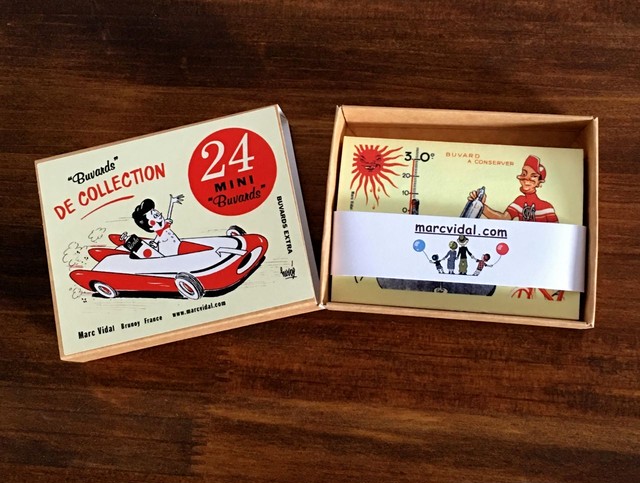 "Buvards"
DE COLLECTION
24
MINI
"Buvards"
BUVARDS EXTRA
Marc Vidal Brunoy France www.marcvidal.com
30°
20
10
0
BUVARD
A CONSERVER
marcvidal.com